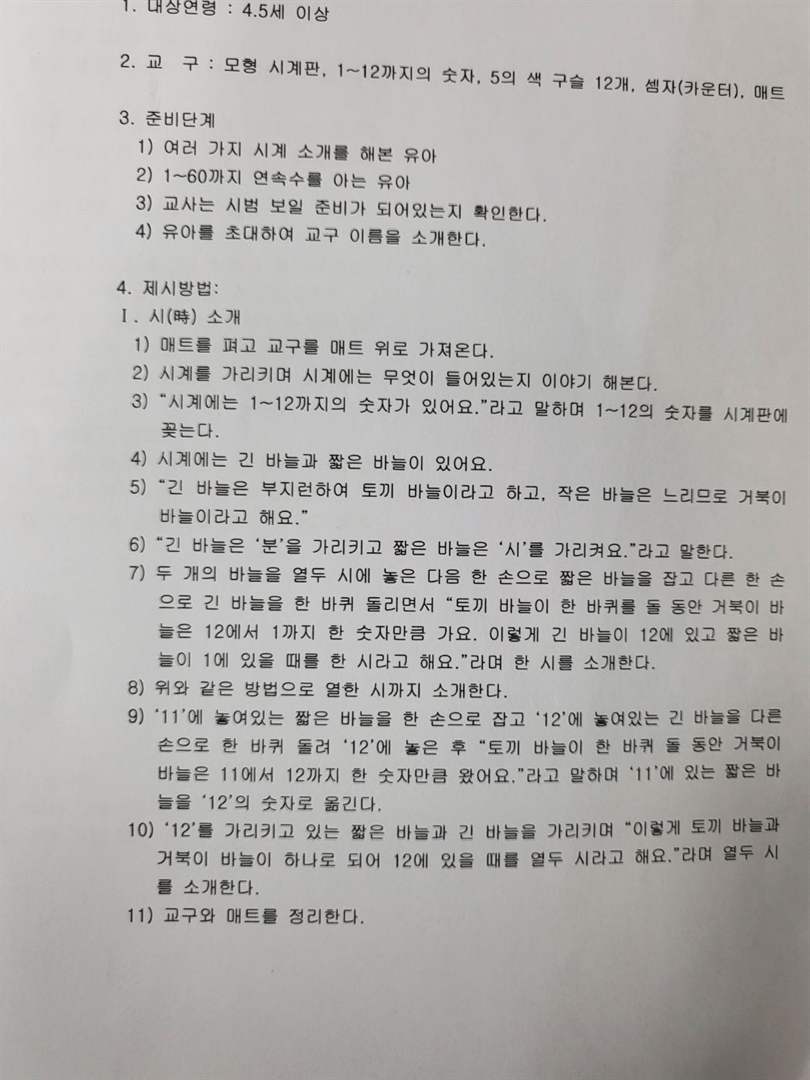 1. 대상연령 : 4.5세 이상
2. 교 구 : 모형 시계판, 1~12까지의 숫자, 5의 색 구슬 12개, 셈자(카운터), 매트
3. 준비단계
1) 여러 가지 시계 소개를 해본 유아
2) 1~60까지 연속수를 아는 유아
3) 교사는 시범 보일 준비가 되어있는지 확인한다.
4) 유아를 초대하여 교구 이름을 소개한다.
4. 제시방법:
Ⅰ. 시(時) 소개
1) 매트를 펴고 교구를 매트 위로 가져온다.
2) 시계를 가리키며 시계에는 무엇이 들어있는지 이야기 해본다.
3) “시계에는 1~12까지의 숫자가 있어요.”라고 말하며 1~12의 숫자를 시계판에
꽂는다.
4) 시계에는 긴 바늘과 짧은 바늘이 있어요.
5) “긴 바늘은 부지런하여 토끼 바늘이라고 하고, 작은 바늘은 느리므로 거북이
바늘이라고 해요.”
6) “긴 바늘은 ‘분’을 가리키고 짧은 바늘은 ‘시’를 가리켜요.”라고 말한다.
7) 두 개의 바늘을 열두 시에 놓은 다음 한 손으로 짧은 바늘을 잡고 다른 한 손
으로 긴 바늘을 한 바퀴 돌리면서 “토끼 바늘이 한 바퀴를 돌 동안 거북이 바
늘은 12에서 1까지 한 숫자만큼 가요. 이렇게 긴 바늘이 12에 있고 짧은 바
늘이 1에 있을 때를 한 시라고 해요.”라며 한 시를 소개한다.
8) 위와 같은 방법으로 열한 시까지 소개한다.
9) ‘11’에 놓여있는 짧은 바늘을 한 손으로 잡고 ‘12’에 놓여있는 긴 바늘을 다른
손으로 한 바퀴 돌려 ‘12’에 놓은 후 “토끼 바늘이 한 바퀴 돌 동안 거북이
바늘은 11에서 12까지 한 숫자만큼 왔어요.”라고 말하며 ‘11’에 있는 짧은 바
늘을 ‘12’의 숫자로 옮긴다.
10) ‘12’를 가리키고 있는 짧은 바늘과 긴 바늘을 가리키며 “이렇게 토끼 바늘과
거북이 바늘이 하나로 되어 12에 있을 때를 열두 시라고 해요.”라며 열두 시
를 소개한다.
11) 교구와 매트를 정리한다.